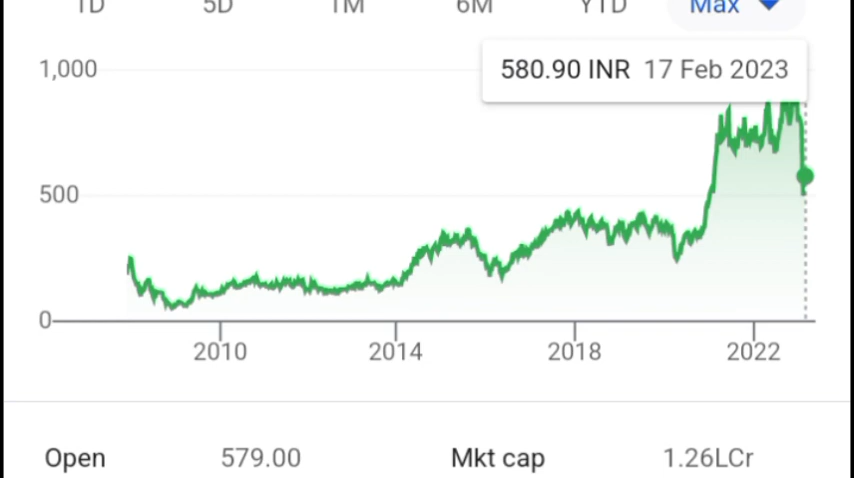 1D 5D 1M 6M YTD Max
580.90 INR 17 Feb 2023
1,000
500
0
2010 2014 2018 2022
Open 579.00 Mkt cap 1.26LCr